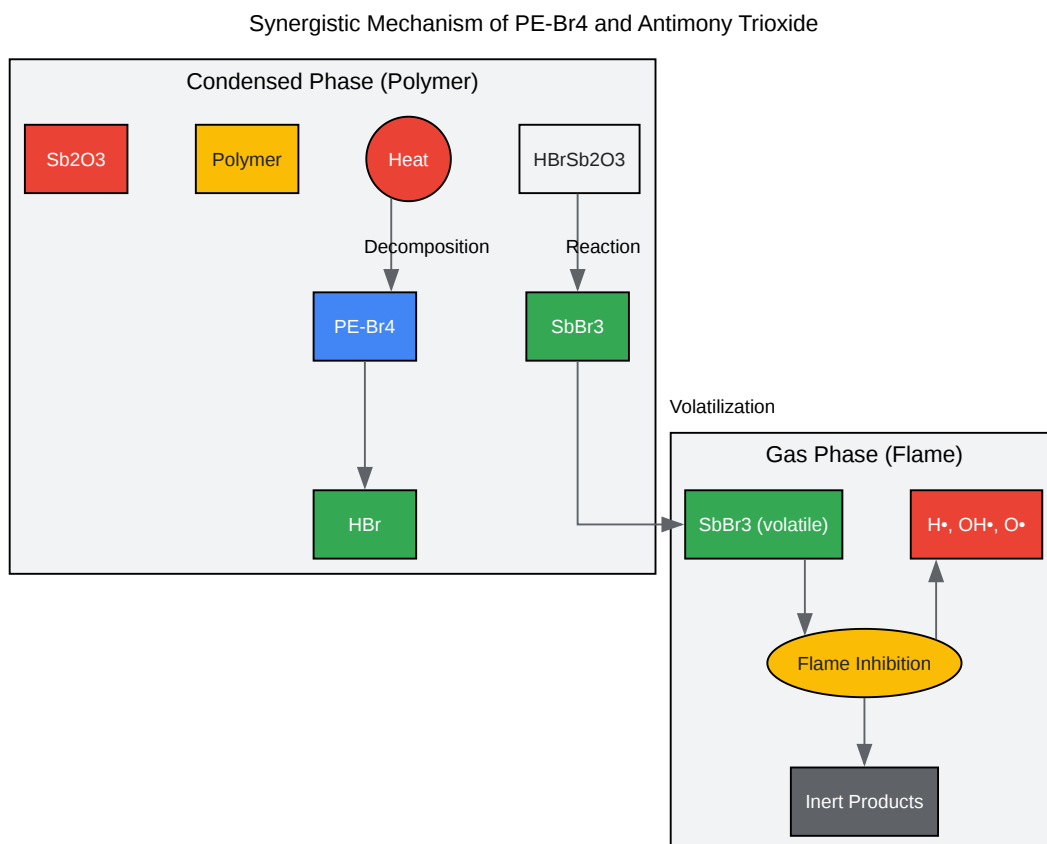 Synergistic Mechanism of PE-Br4 and Antimony Trioxide
Condensed Phase (Polymer)
Sb2O3
Polymer
Heat
HBrSb2O3
Decomposition
Reaction
PE-Br4
SbBr3
HBr
Volatilization
Gas Phase (Flame)
SbBr3 (volatile)
H•, OH•, O•
Flame Inhibition
Inert Products